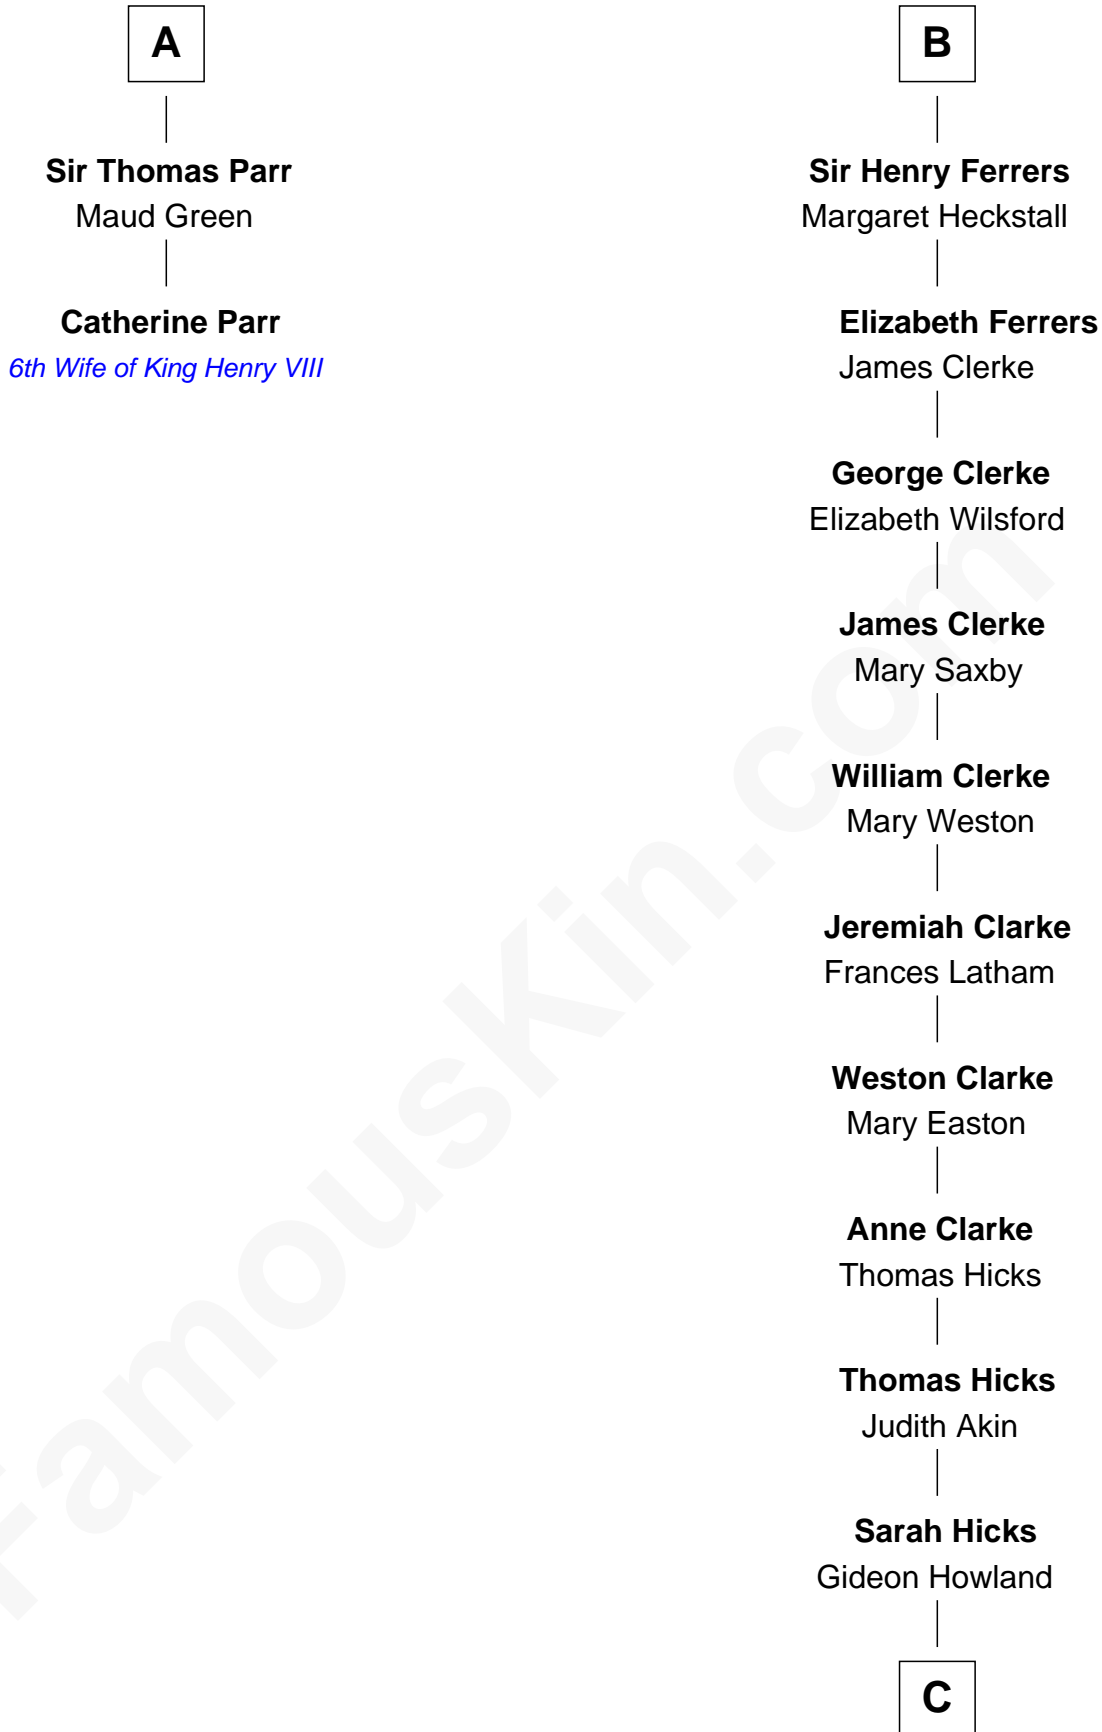 A
Sir Thomas Parr
Maud Green
Catherine Parr
6th Wife of King Henry VIII
B
Sir Henry Ferrers
Margaret Heckstall
Elizabeth Ferrers
James Clerke
George Clerke
Elizabeth Wilsford
James Clerke
Mary Saxby
William Clerke
Mary Weston
Jeremiah Clarke
Frances Latham
Weston Clarke
Mary Easton
Anne Clarke
Thomas Hicks
Thomas Hicks
Judith Akin
Sarah Hicks
Gideon Howland
C
FamousKin.com